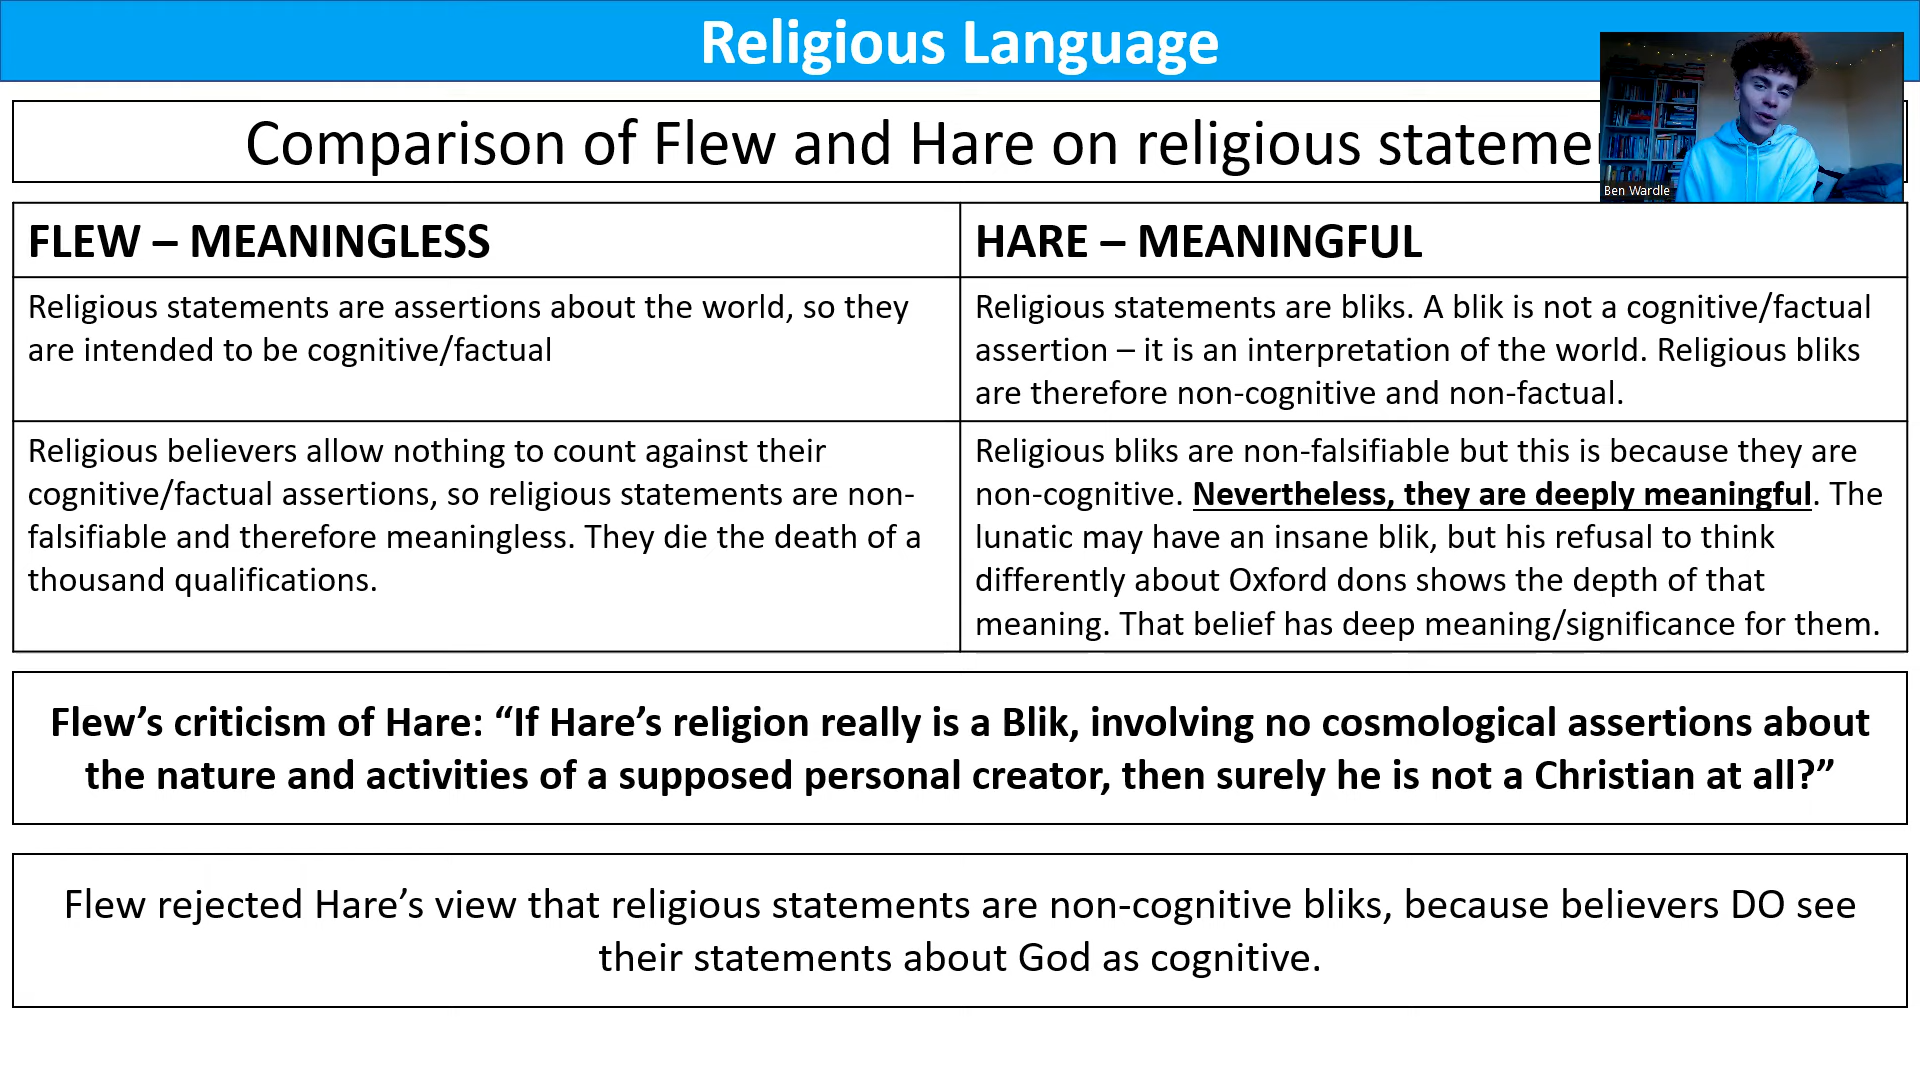 Religious Language
Comparison of Flew and Hare on religious stateme
Ben Wardle
FLEW – MEANINGLESS
HARE – MEANINGFUL
Religious statements are assertions about the world, so they
are intended to be cognitive/factual
Religious statements are bliks. A blik is not a cognitive/factual
assertion – it is an interpretation of the world. Religious bliks
are therefore non-cognitive and non-factual.
Religious believers allow nothing to count against their
cognitive/factual assertions, so religious statements are non-
falsifiable and therefore meaningless. They die the death of a
thousand qualifications.
Religious bliks are non-falsifiable but this is because they are
non-cognitive. Nevertheless, they are deeply meaningful. The
lunatic may have an insane blik, but his refusal to think
differently about Oxford dons shows the depth of that
meaning. That belief has deep meaning/significance for them.
Flew’s criticism of Hare: “If Hare’s religion really is a Blik, involving no cosmological assertions about
the nature and activities of a supposed personal creator, then surely he is not a Christian at all?”
Flew rejected Hare’s view that religious statements are non-cognitive bliks, because believers DO see
their statements about God as cognitive.